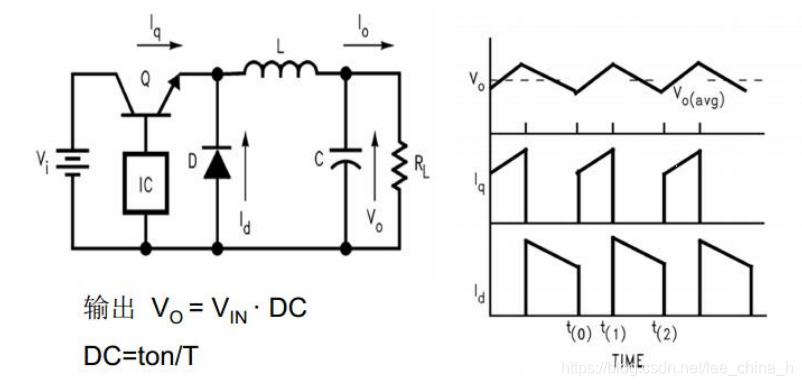 Iq
Io
L
Q
Vi
IC
D
Id
C
Vo
RL
输出 VO = VIN · DC
DC=ton/T
Vo
Vo(avg)
Iq
Id
t(0) t(1) t(2)
TIME
https://blog.csdn.net/lee_china_h